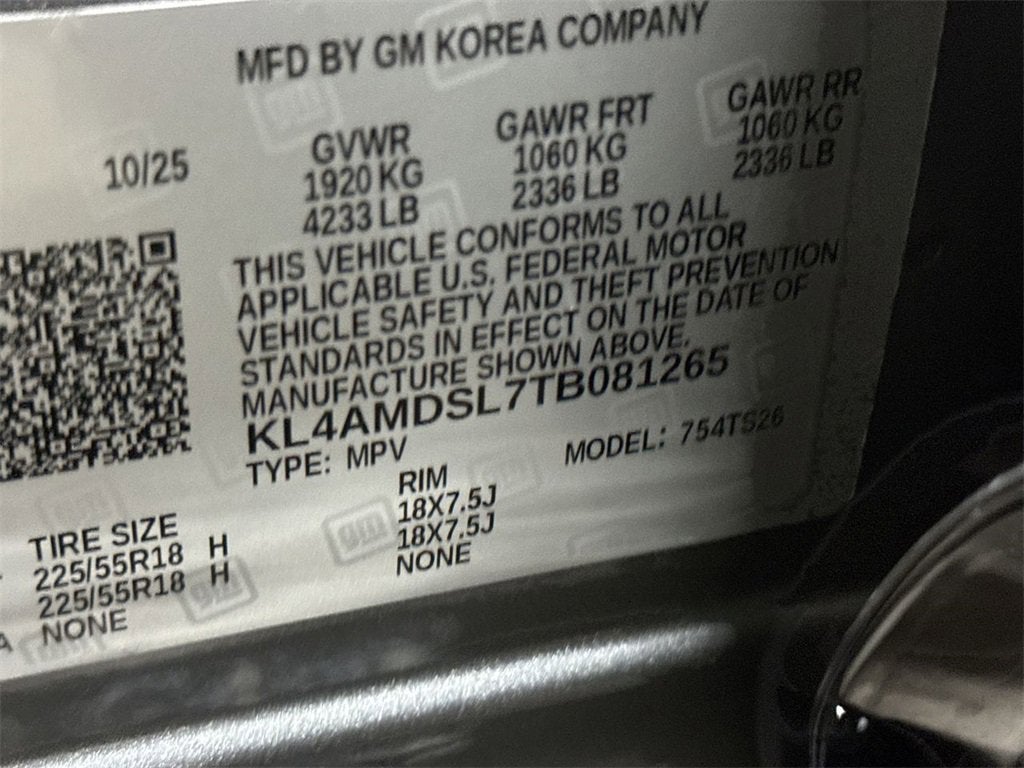 MFD BY GM KOREA COMPANY
10/25
GVWR GAWR FRT GAWR RR
1920 KG 1060 KG 1060 KG
4233 LB 2336 LB 2336 LB
THIS VEHICLE CONFORMS TO ALL
APPLICABLE U.S. FEDERAL MOTOR
VEHICLE SAFETY AND THEFT PREVENTION
STANDARDS IN EFFECT ON THE DATE OF
MANUFACTURE SHOWN ABOVE.
KL4AMDSL7TB081265
TYPE: MPV MODEL: 754TS26
TIRE SIZE RIM
225/55R18 H 18X7.5J
225/55R18 H 18X7.5J
NONE NONE
gm
gm